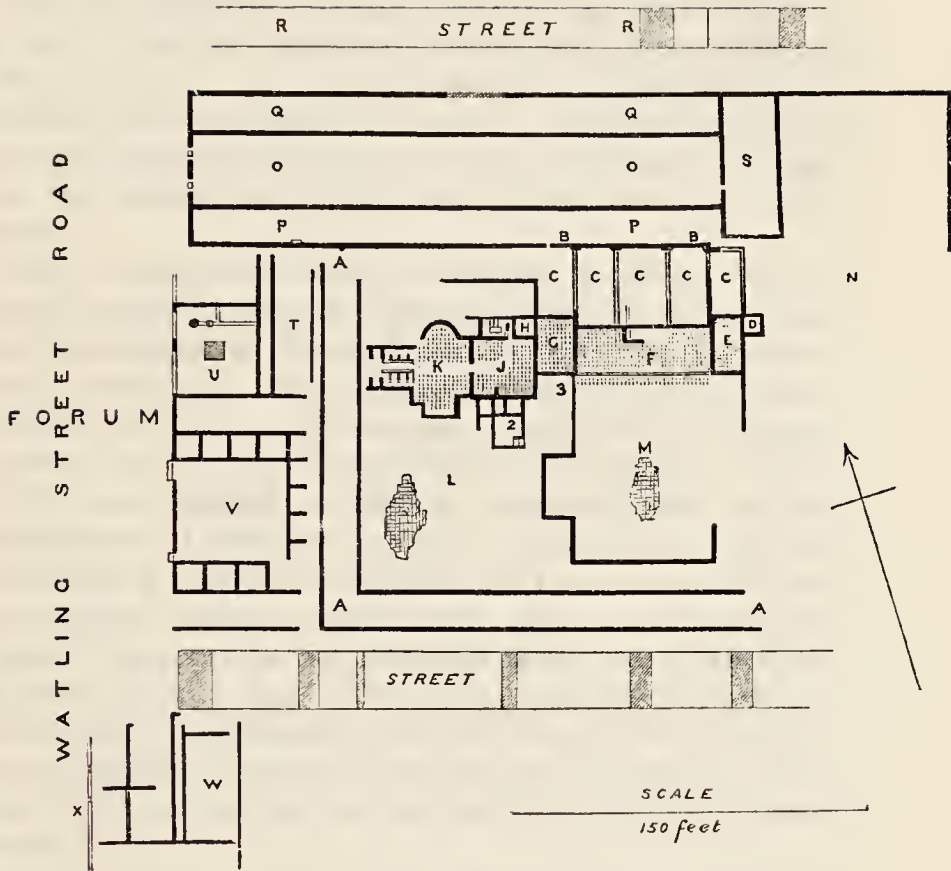 R STREET R
Q Q
O O S
P P
B B
A
C C C C C N
T
H D
G E
U K J F
3
FORUM
2
M
L
V
A A
STREET
W
X
SCALE
150 feet
WATLING STREET ROAD